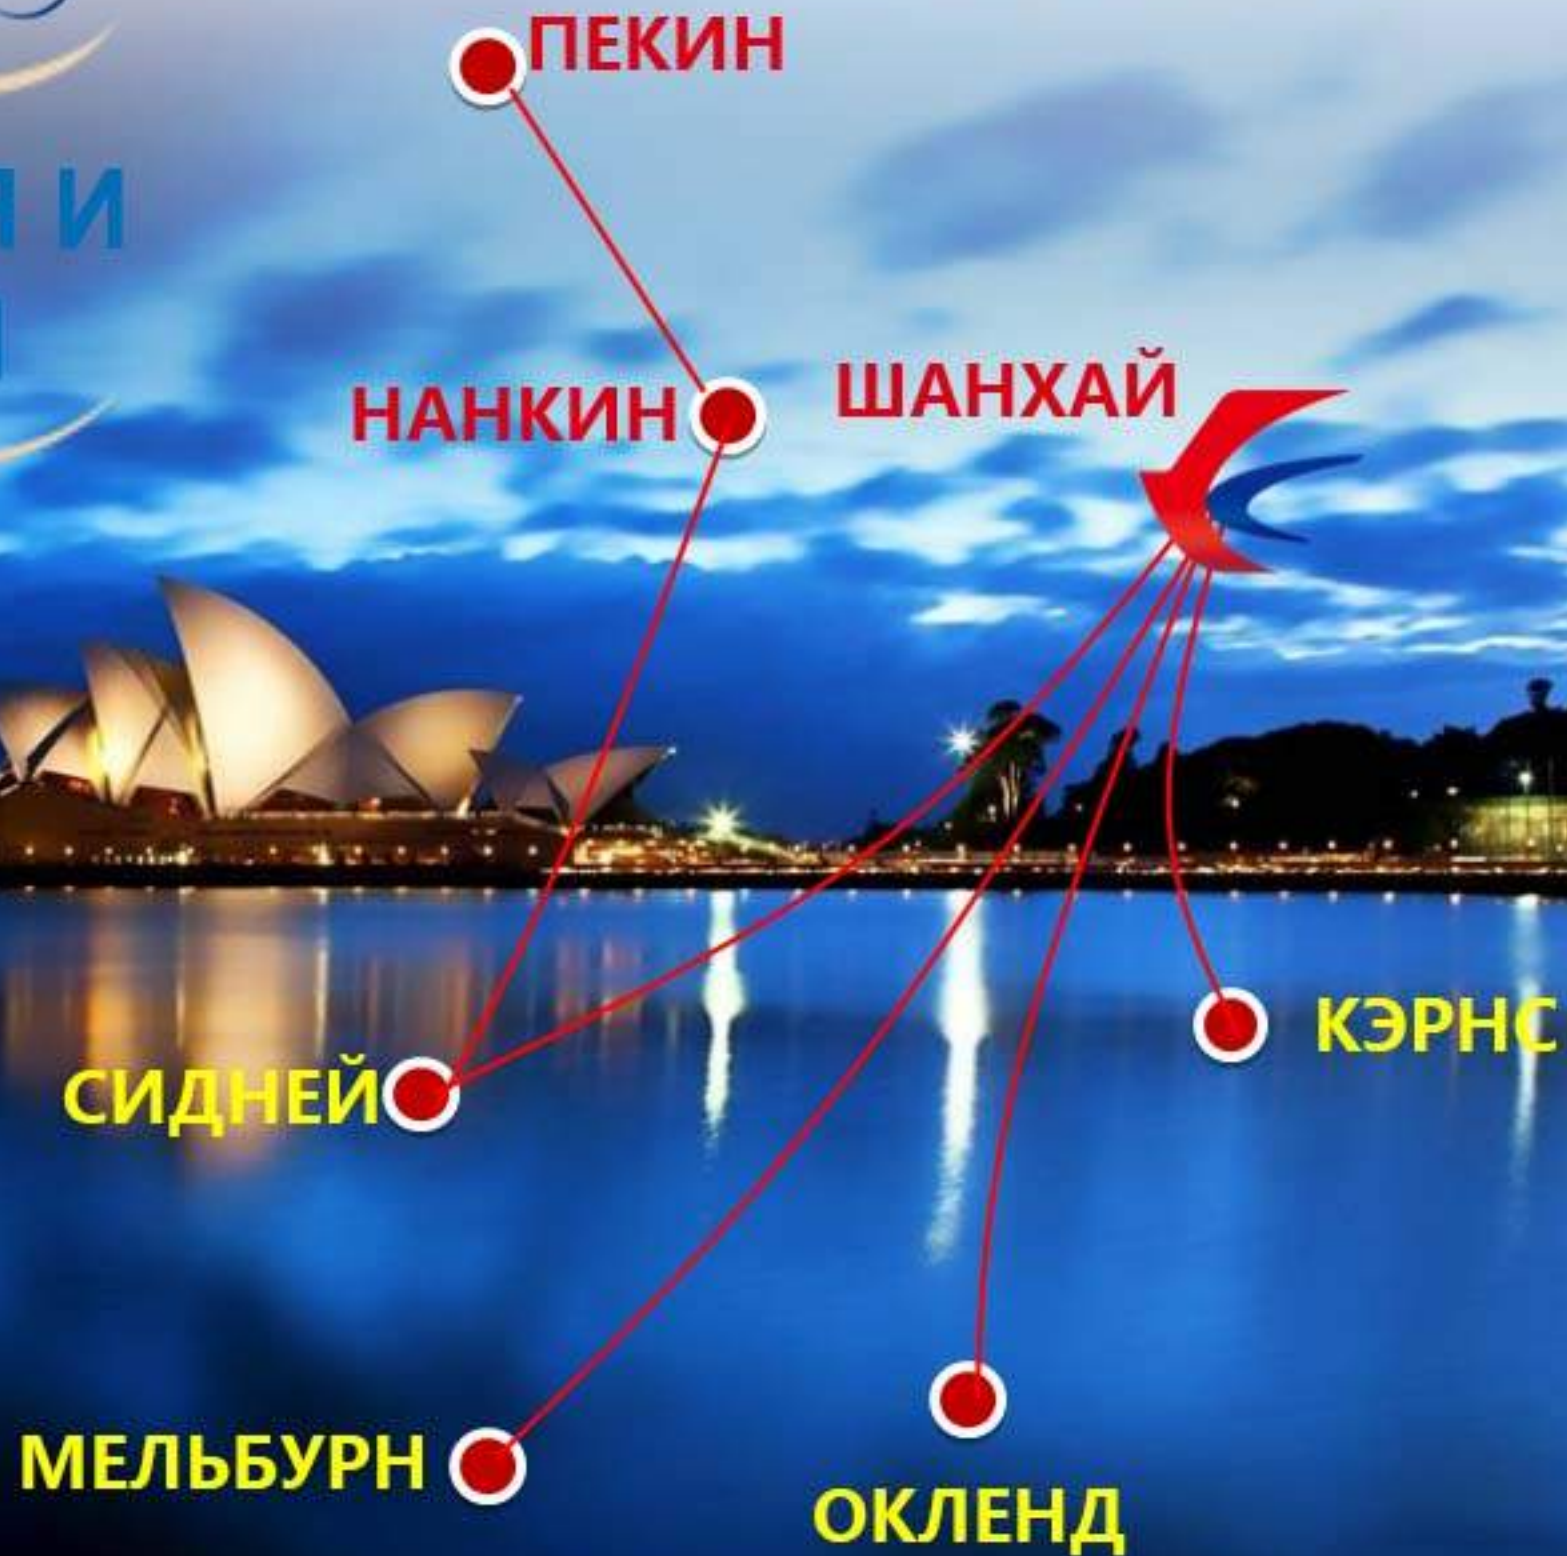 ПЕКИН
НАНКИН
ШАНХАЙ
КЭРНС
СИДНЕЙ
МЕЛЬБУРН
ОКЛЕНД